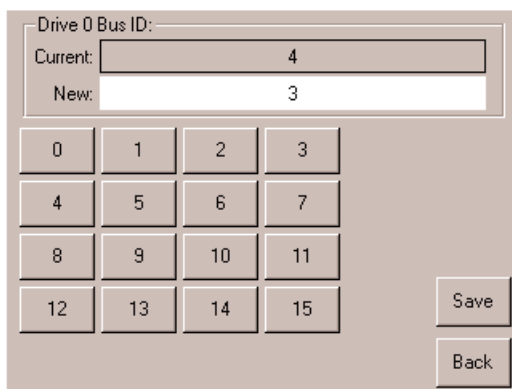 Drive 0 Bus ID:
Current: 4
New: 3
0 1 2 3
4 5 6 7
8 9 10 11
12 13 14 15
Save
Back